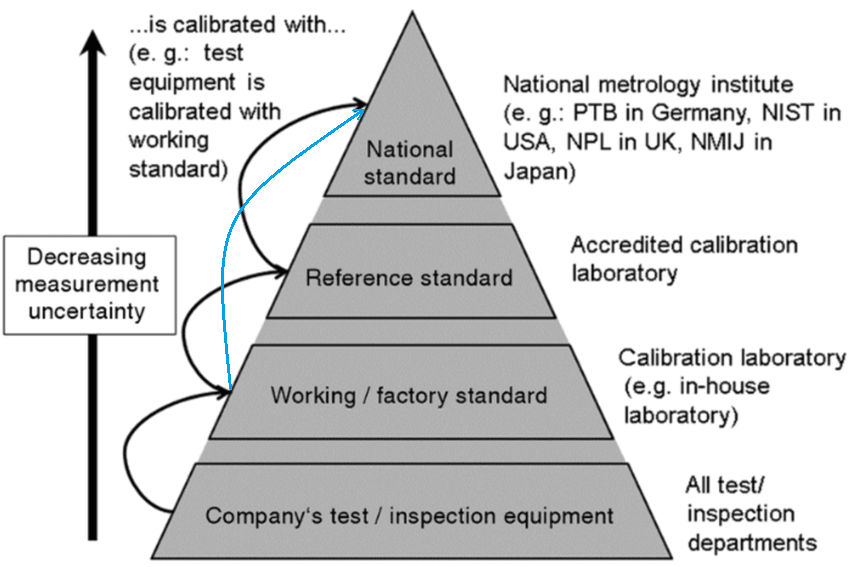 ...is calibrated with...
(e. g.: test
equipment is
calibrated with
working
standard)
National metrology institute
(e. g.: PTB in Germany, NIST in
USA, NPL in UK, NMIJ in
Japan)
National
standard
Decreasing
measurement
uncertainty
Reference standard
Accredited calibration
laboratory
Working / factory standard
Calibration laboratory
(e.g. in-house
laboratory)
Company‘s test / inspection equipment
All test/
inspection
departments